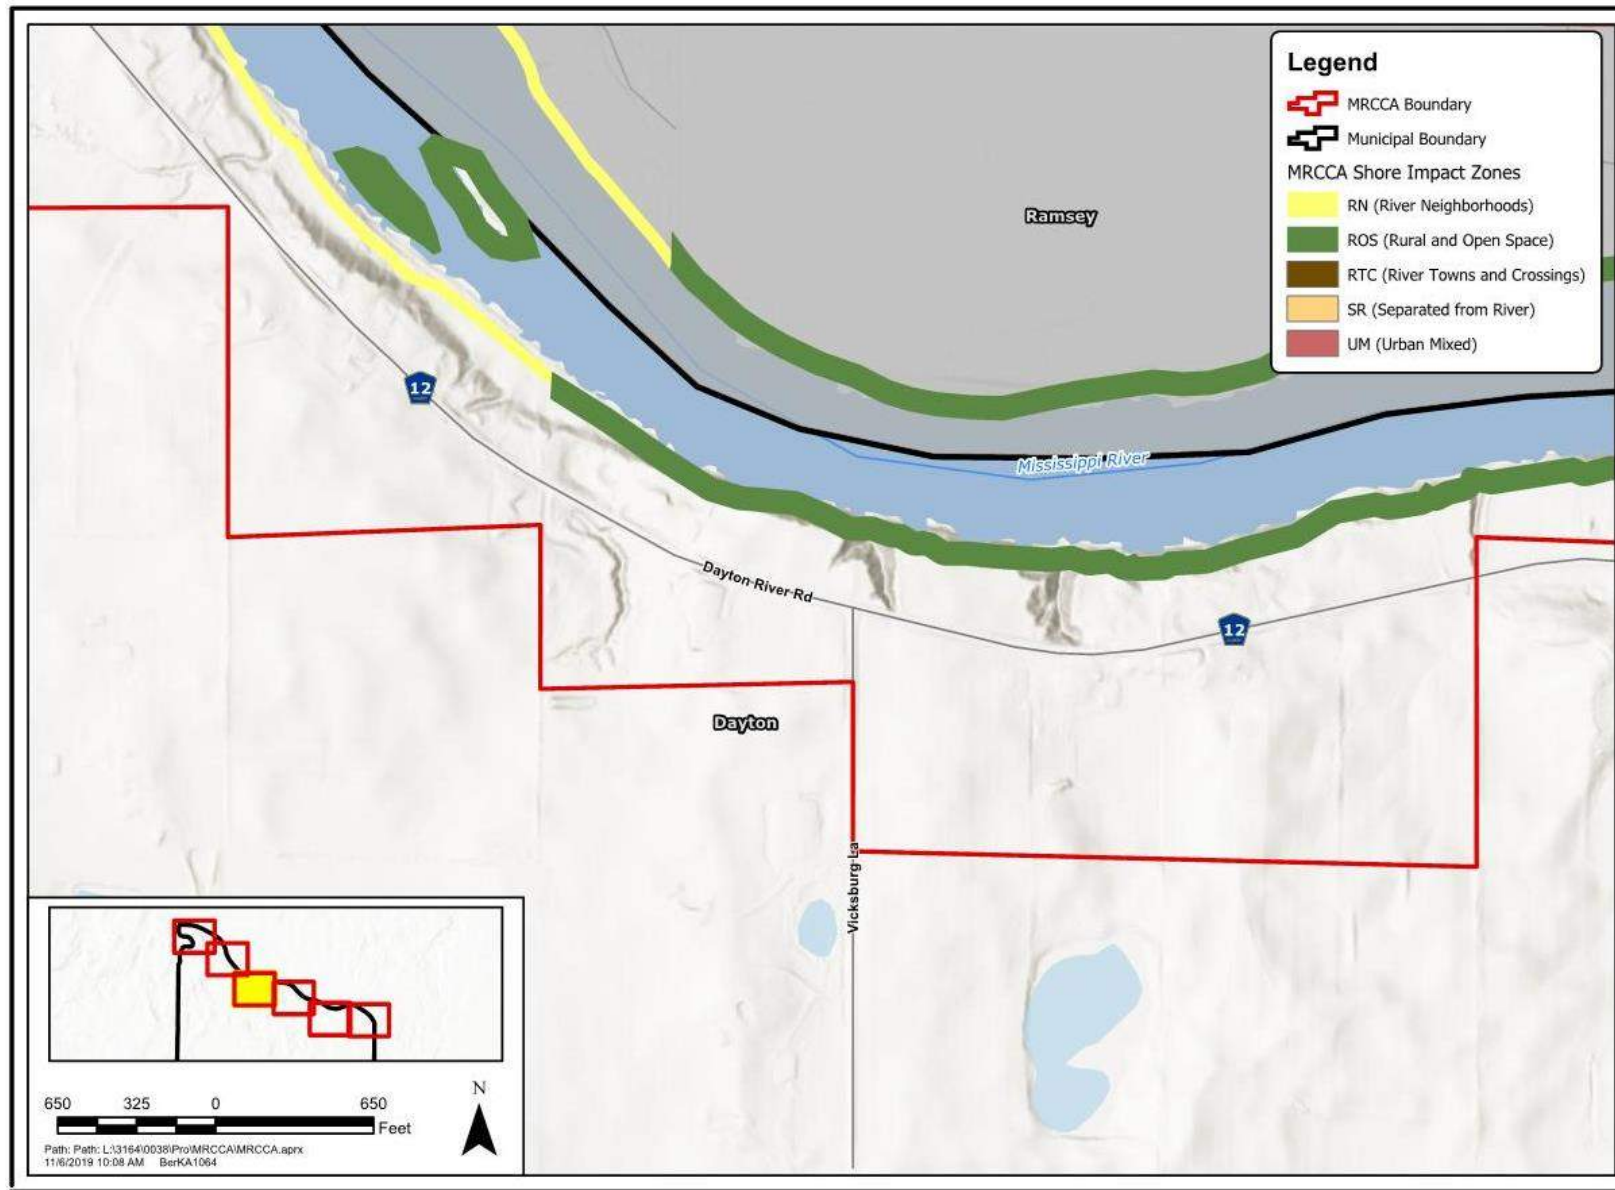 Legend
MRCCA Boundary
Municipal Boundary
MRCCA Shore Impact Zones
RN (River Neighborhoods)
ROS (Rural and Open Space)
RTC (River Towns and Crossings)
SR (Separated from River)
UM (Urban Mixed)
Ramsey
12
Mississippi River
Dayton River Rd
12
Dayton
Vicksburg La
650 325 0 650
Feet
N
Path: Path: L:\3164\0038\Pro\MRCCA\MRCCA.aprx
11/6/2019 10:08 AM BerKA1064